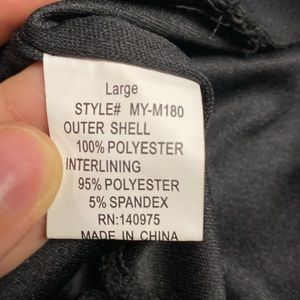 Large
STYLE# MY-M180
OUTER SHELL
100% POLYESTER
INTERLINING
95% POLYESTER
5% SPANDEX
RN:140975
MADE IN CHINA